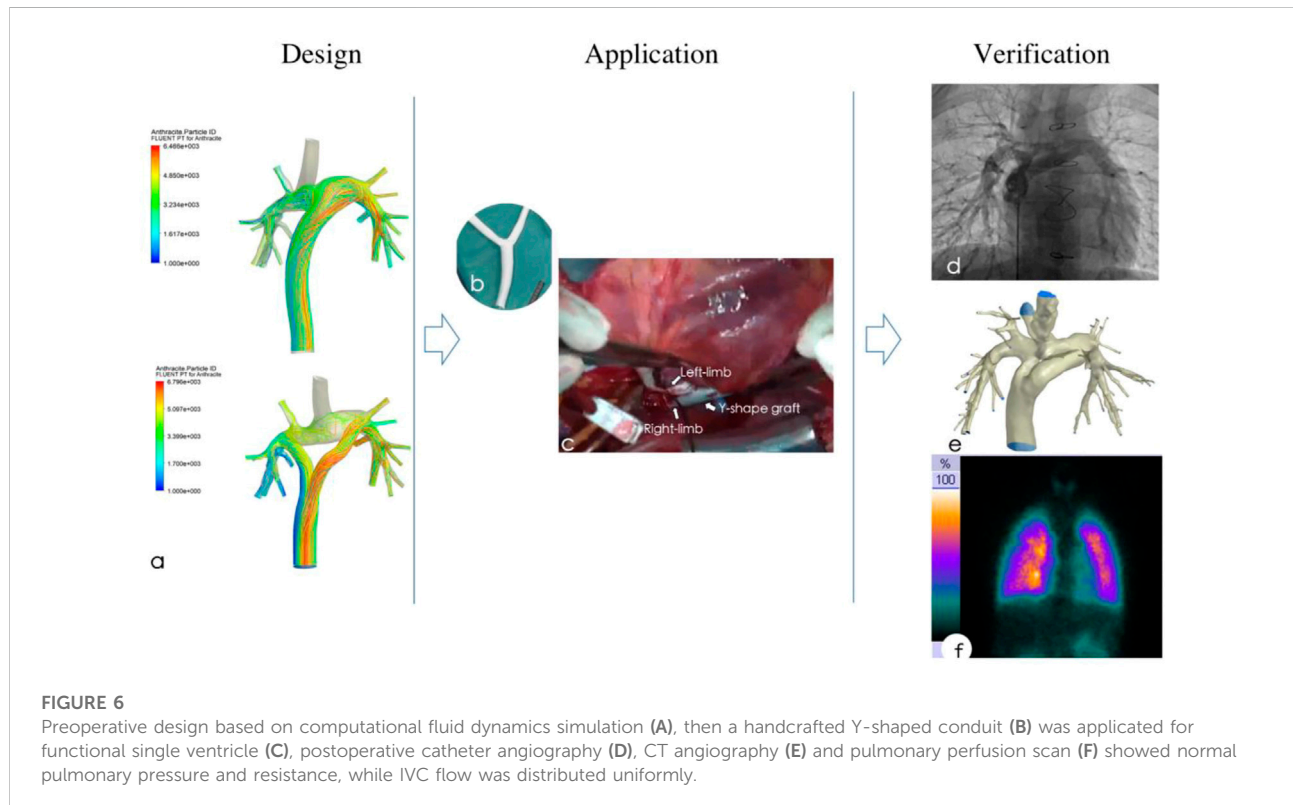 Design
Application
Verification
Anthracite.Particle ID
FLUENT PT for Anthracite
6.466e+003
4.850e+003
3.234e+003
1.617e+003
1.000e+000
Anthracite.Particle ID
FLUENT PT for Anthracite
6.796e+003
5.097e+003
3.399e+003
1.700e+003
1.000e+000
a
b
Left-limb
Y-shape graft
Right-limb
c
d
e
%
100
f
FIGURE 6
Preoperative design based on computational fluid dynamics simulation (A), then a handcrafted Y-shaped conduit (B) was applicated for
functional single ventricle (C), postoperative catheter angiography (D), CT angiography (E) and pulmonary perfusion scan (F) showed normal
pulmonary pressure and resistance, while IVC flow was distributed uniformly.